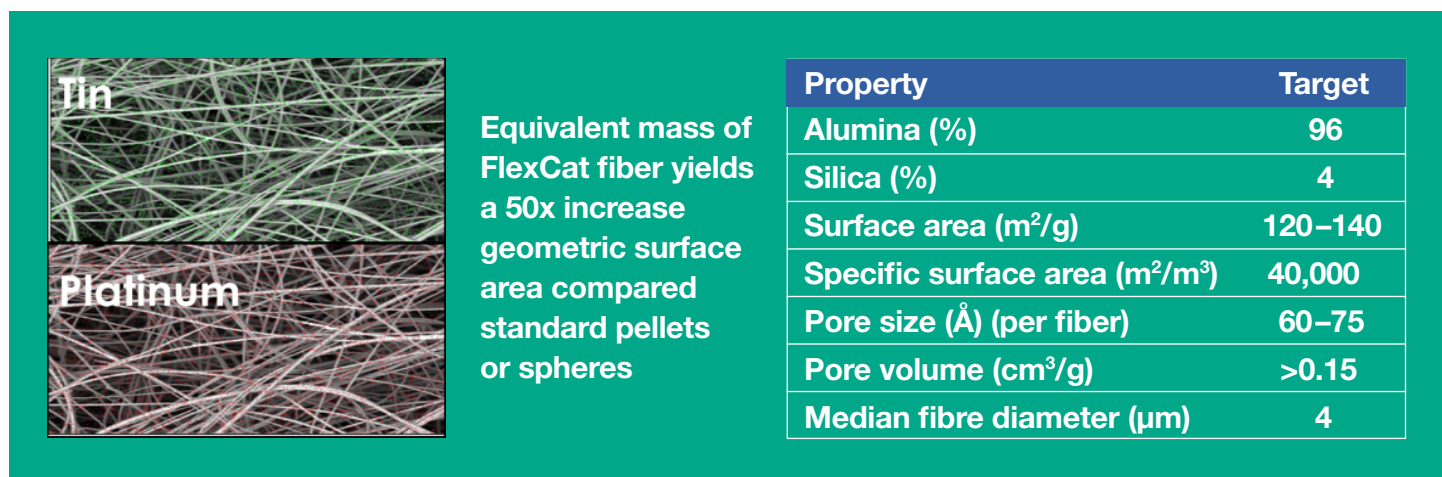 Tin
Platinum
Equivalent mass of
FlexCat fiber yields
a 50x increase
geometric surface
area compared
standard pellets
or spheres
Property Target
Alumina (%) 96
Silica (%) 4
Surface area (m²/g) 120–140
Specific surface area (m²/m³) 40,000
Pore size (Å) (per fiber) 60–75
Pore volume (cm³/g) >0.15
Median fibre diameter (µm) 4